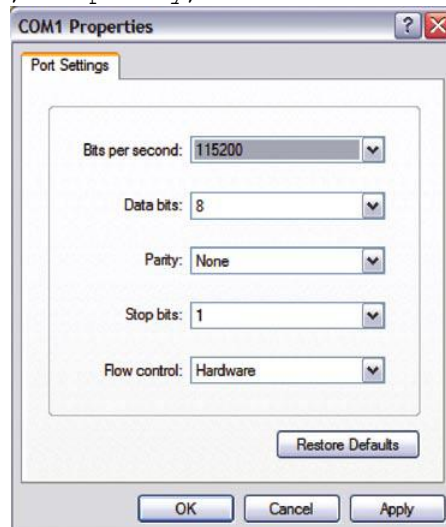 COM1 Properties
Port Settings
Bits per second: 115200
Data bits: 8
Parity: None
Stop bits: 1
Flow control: Hardware
Restore Defaults
OK Cancel Apply